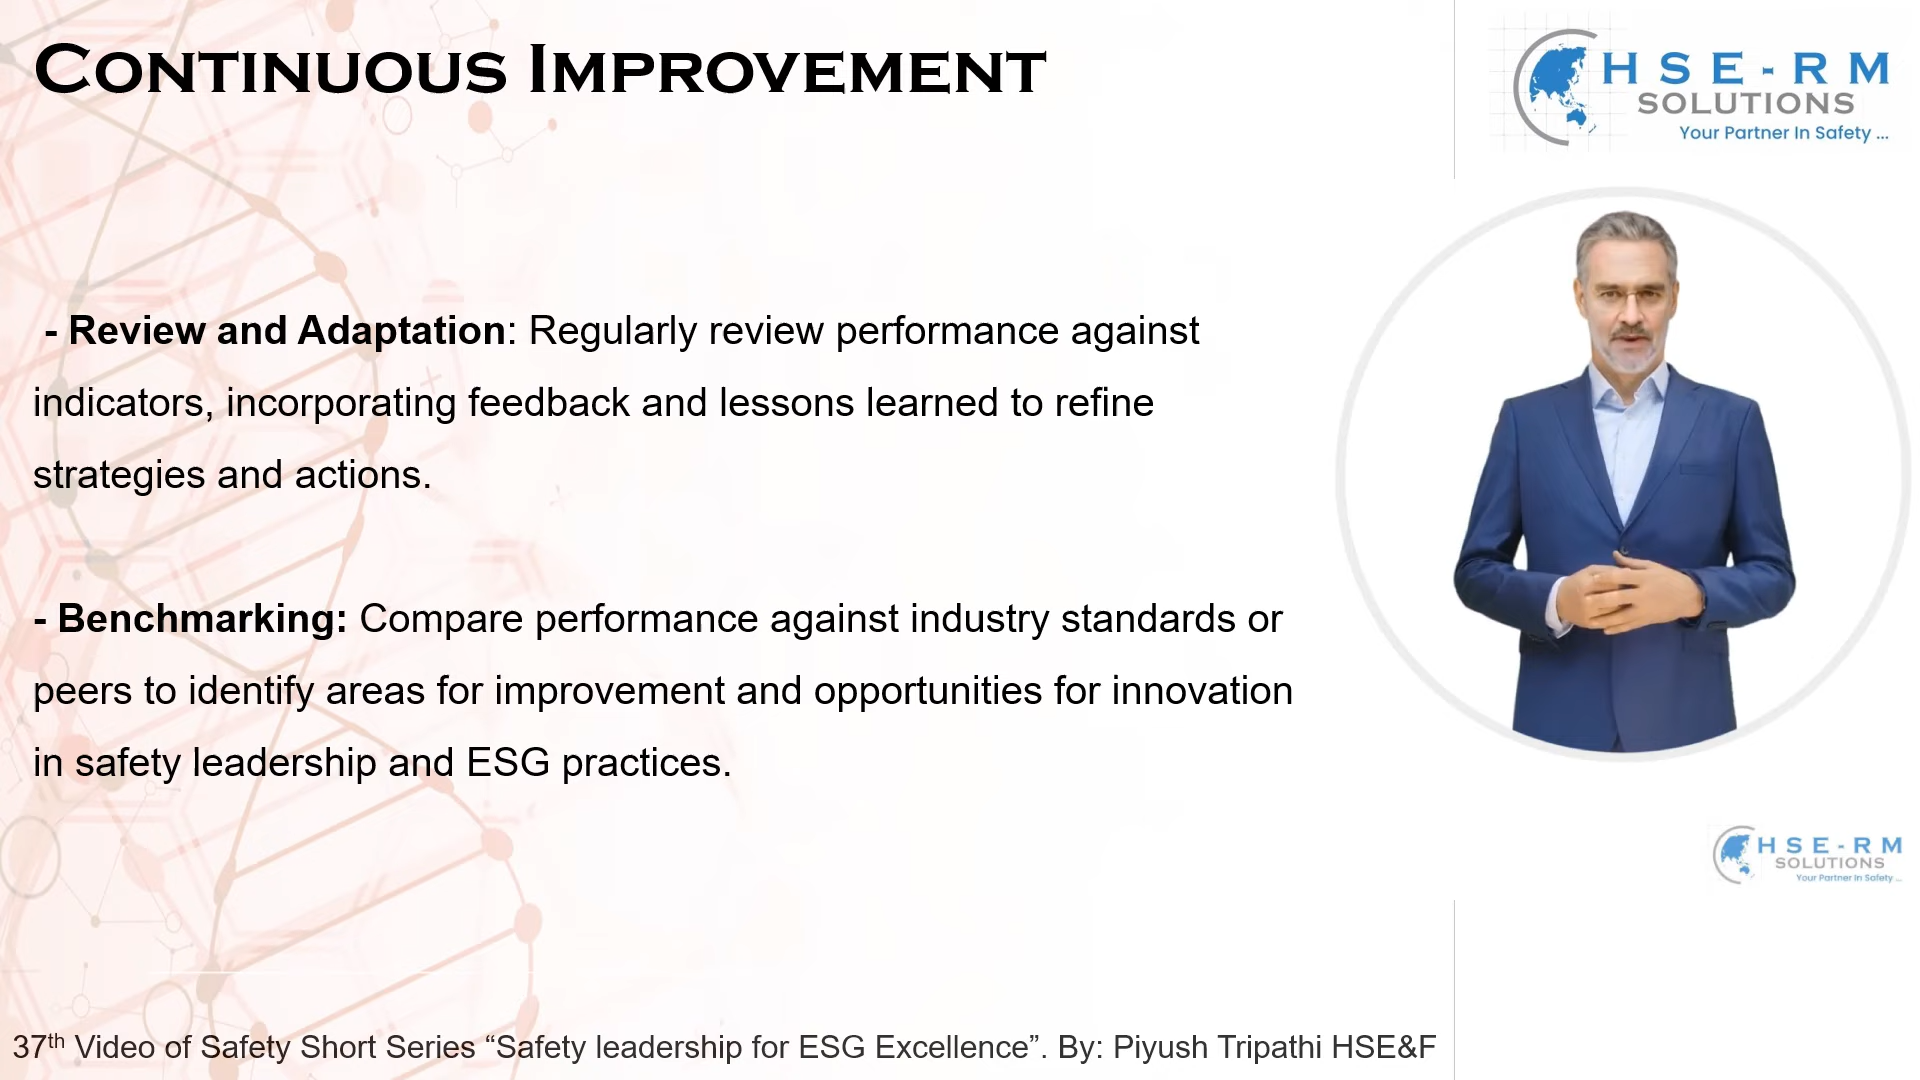 CONTINUOUS IMPROVEMENT
HSE-RM
SOLUTIONS
Your Partner In Safety ...
- Review and Adaptation: Regularly review performance against
indicators, incorporating feedback and lessons learned to refine
strategies and actions.
- Benchmarking: Compare performance against industry standards or
peers to identify areas for improvement and opportunities for innovation
in safety leadership and ESG practices.
HSE-RM
SOLUTIONS
Your Partner In Safety ...
37th Video of Safety Short Series “Safety leadership for ESG Excellence”. By: Piyush Tripathi HSE&F